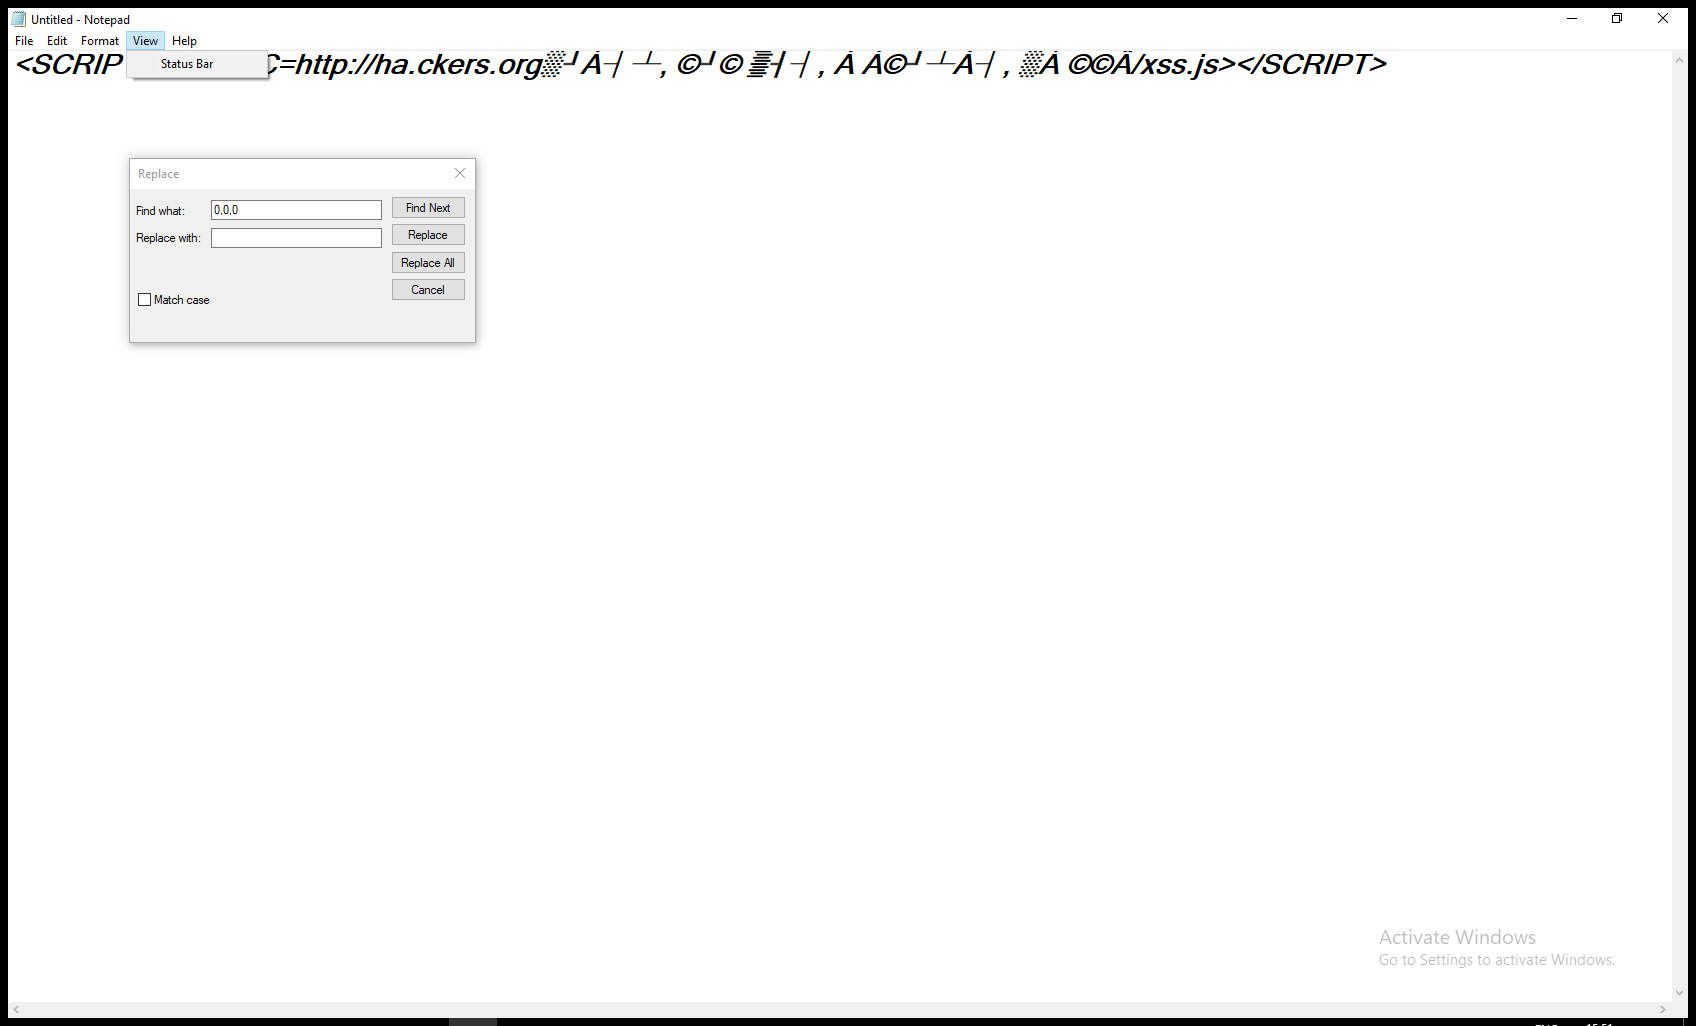 Untitled - Notepad
File Edit Format View Help
Status Bar
<SCRIP C=http://ha.ckers.org▒┘Á┤ ┴, ©┘© ▓┤┤, Á Á©┘┴Á┤, ▒Á ©©Ä/xss.js></SCRIPT>
Replace
Find what: 0,0,0 Find Next
Replace with: Replace
Replace All
Cancel
Match case
Activate Windows
Go to Settings to activate Windows.